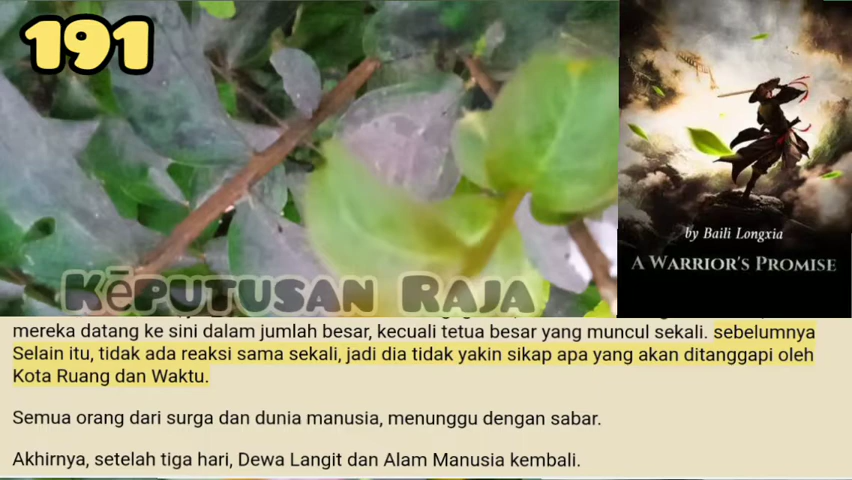 191
by Baili Longxia
A WARRIOR'S PROMISE
KēPUTUSAN RAJA
mereka datang ke sini dalam jumlah besar, kecuali tetua besar yang muncul sekali. sebelumnya
Selain itu, tidak ada reaksi sama sekali, jadi dia tidak yakin sikap apa yang akan ditanggapi oleh
Kota Ruang dan Waktu.
Semua orang dari surga dan dunia manusia, menunggu dengan sabar.
Akhirnya, setelah tiga hari, Dewa Langit dan Alam Manusia kembali.